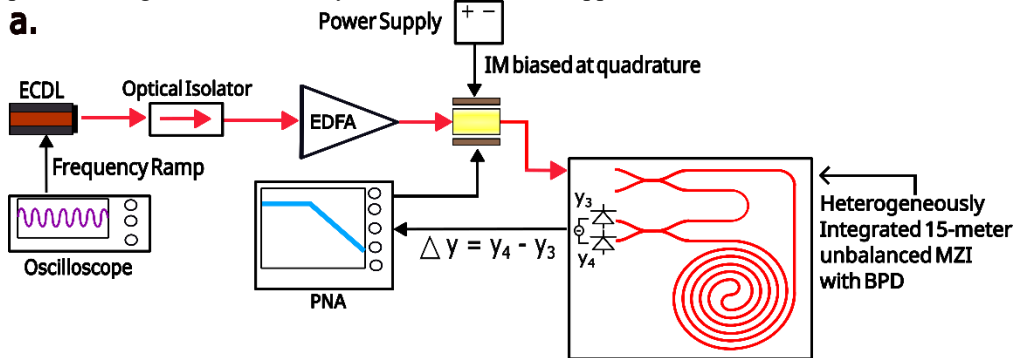 a.
Power Supply
+ -
IM biased at quadrature
ECDL
Optical Isolator
EDFA
Frequency Ramp
Oscilloscope
PNA
Δ y = y4 - y3
y3
y4
Heterogeneously
Integrated 15-meter
unbalanced MZI
with BPD